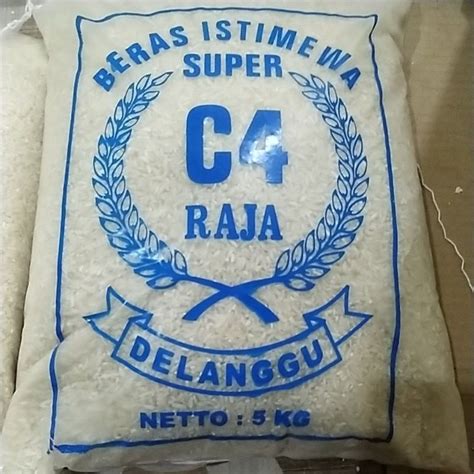 BERAS ISTIMEWA
SUPER
C4
RAJA
DELANGGU
NETTO : 5 KG